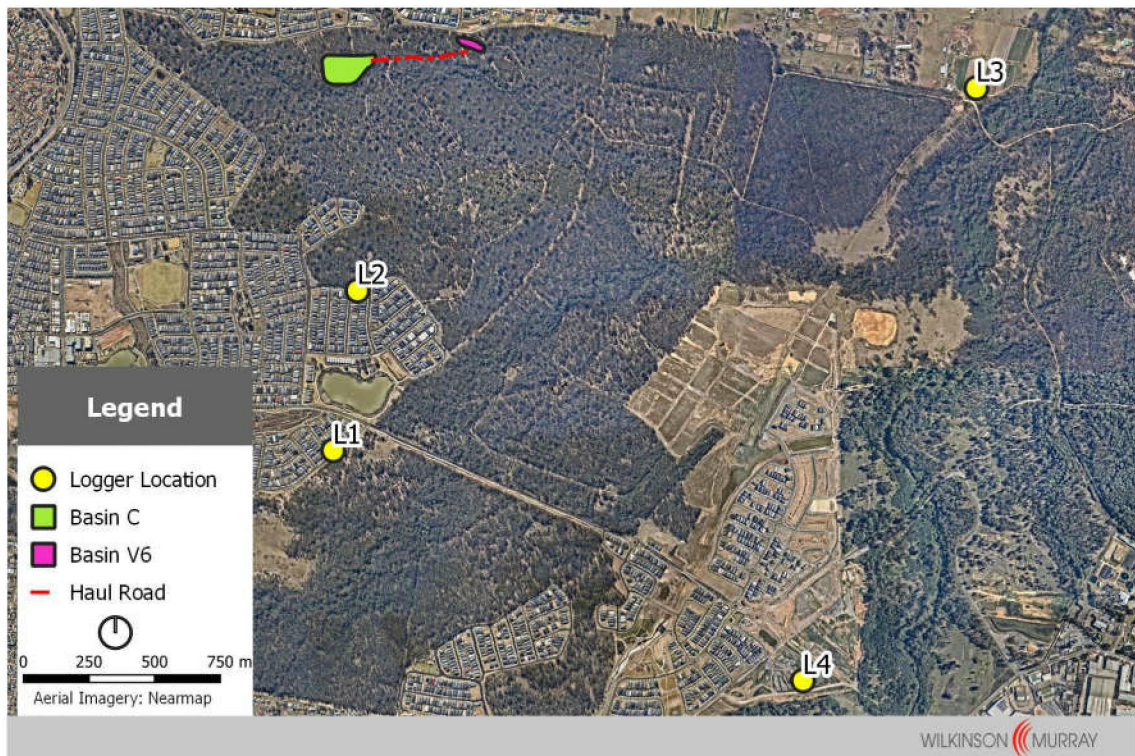 L3
L2
L1
L4
Legend
Logger Location
Basin C
Basin V6
Haul Road
0 250 500 750 m
Aerial Imagery: Nearmap
WILKINSON MURRAY